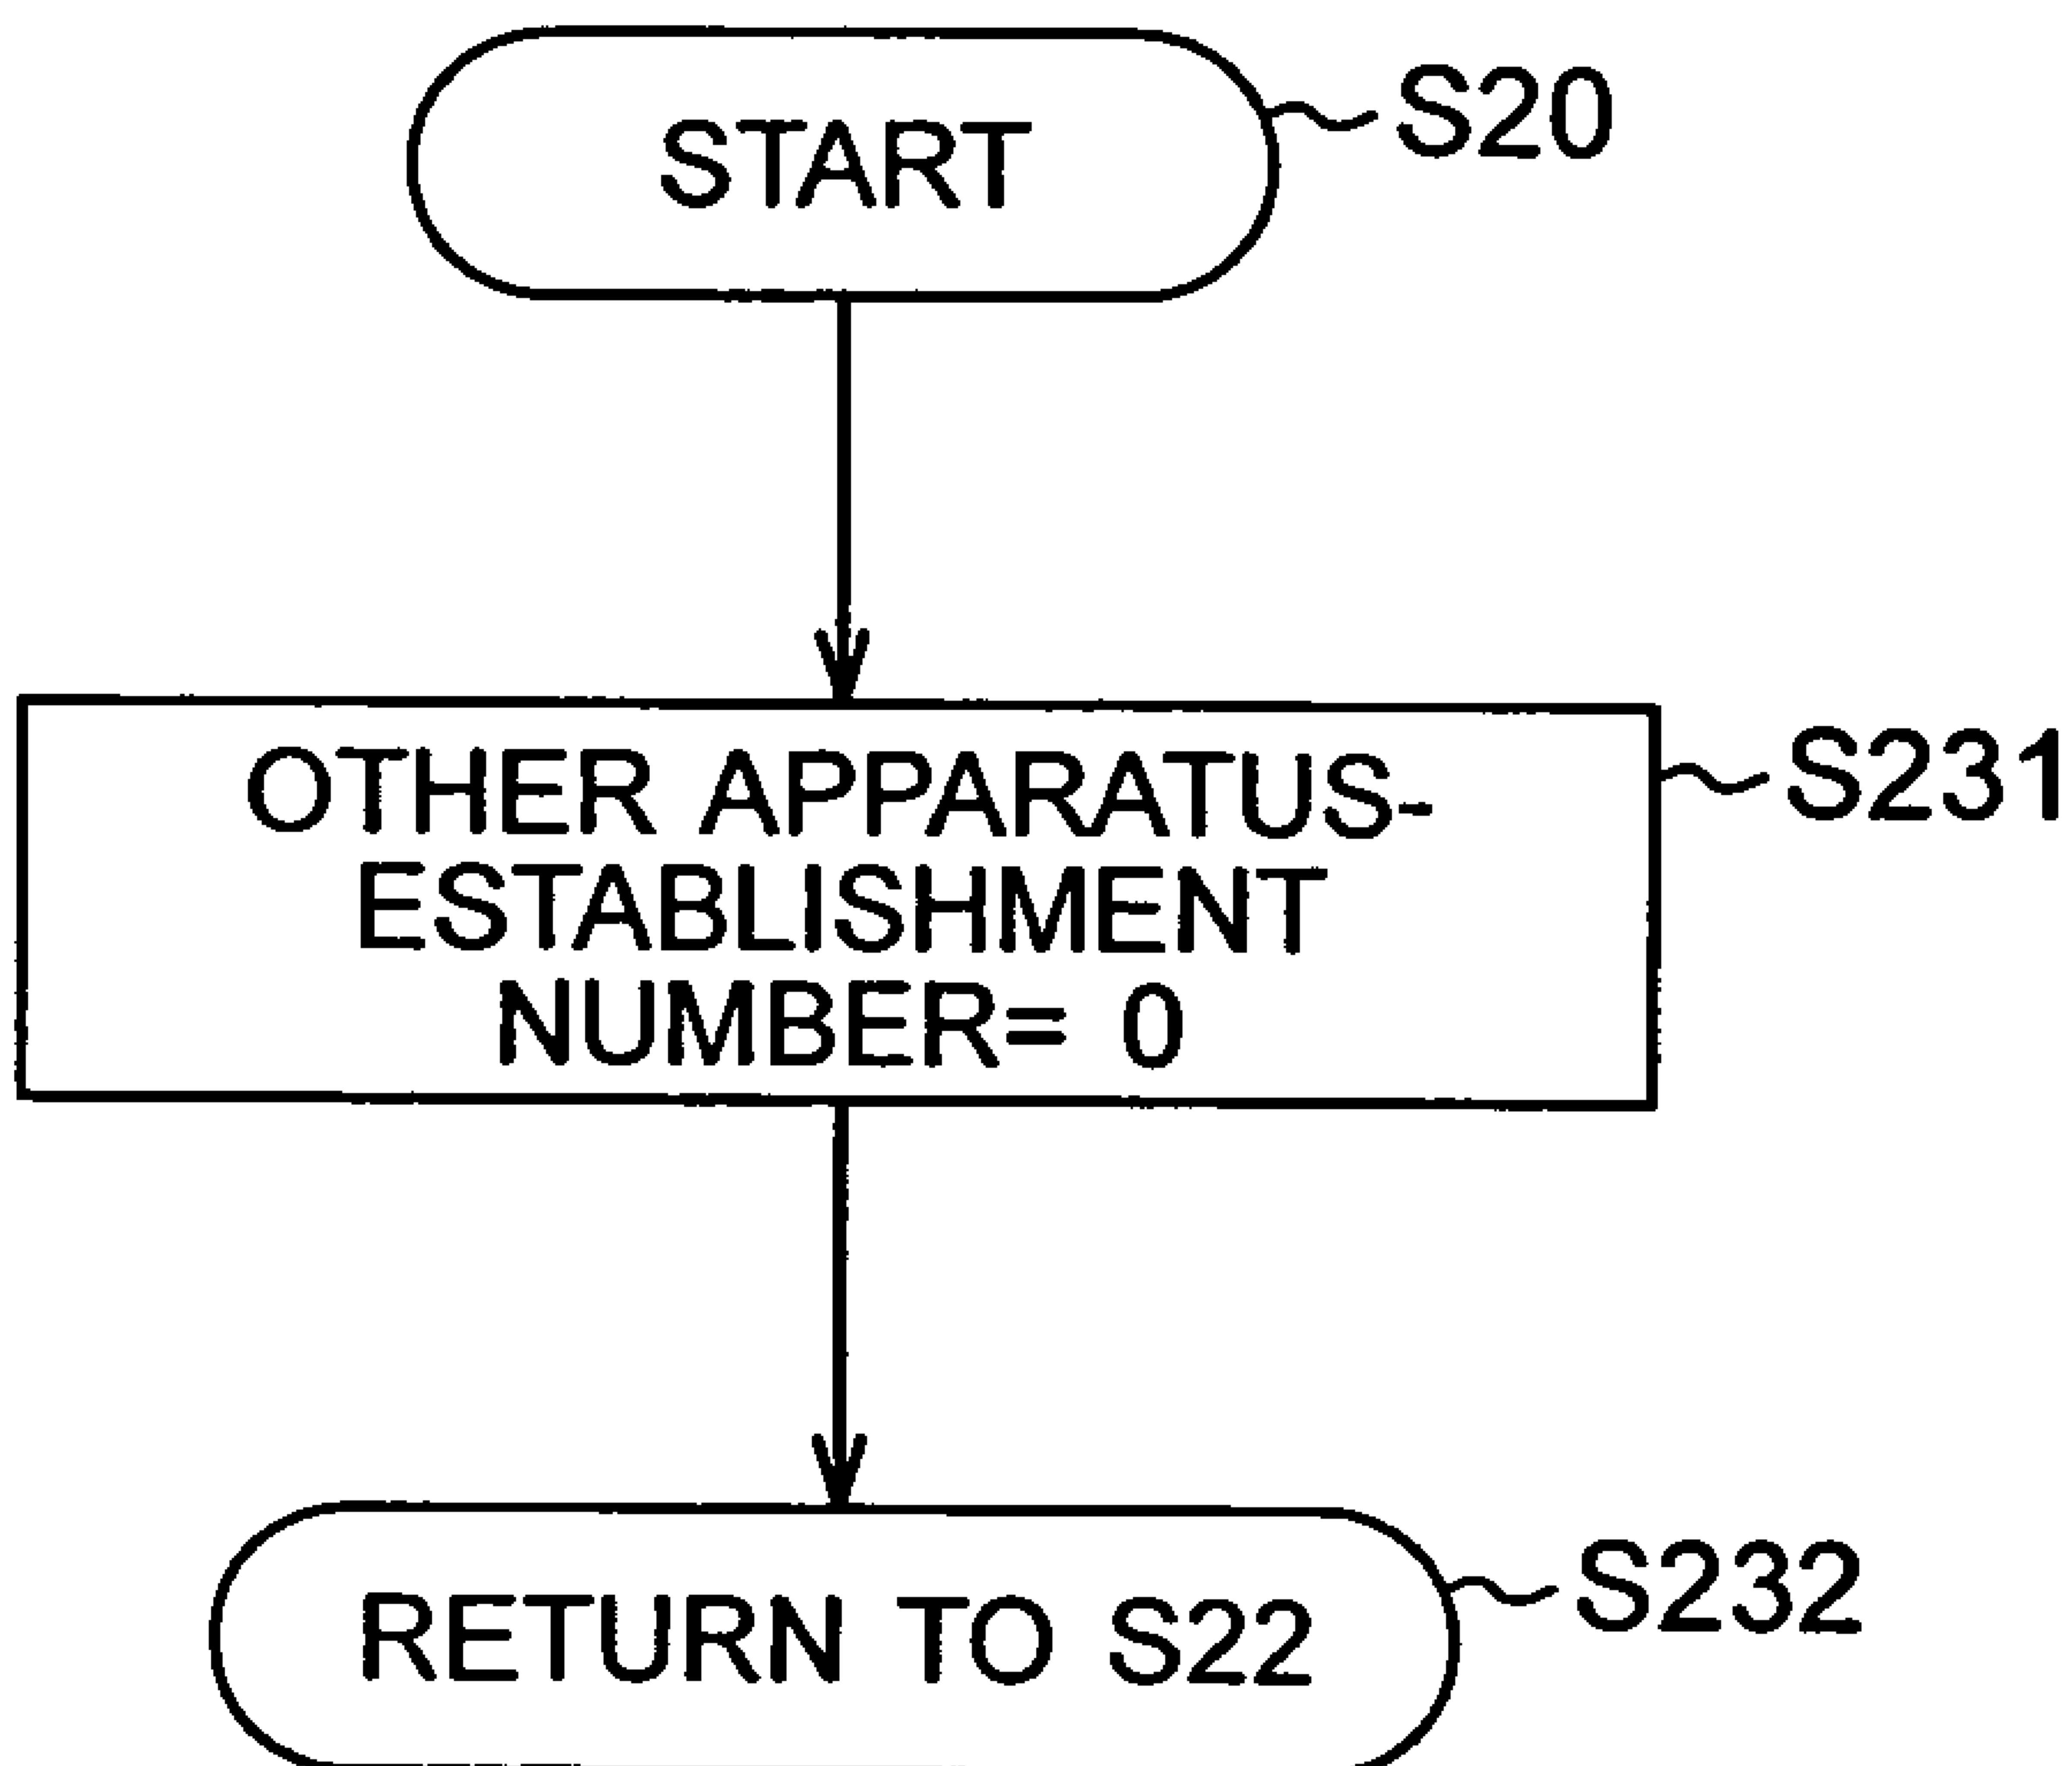 START
S20
OTHER APPARATUS-
ESTABLISHMENT
NUMBER= 0
S231
RETURN TO S22
S232